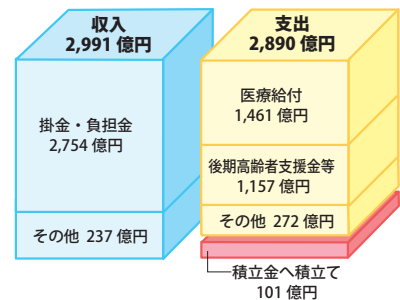 収入
2,991 億円
掛金・負担金
2,754 億円
その他 237 億円
支出
2,890 億円
医療給付
1,461 億円
後期高齢者支援金等
1,157 億円
その他 272 億円
積立金へ積立て
101 億円